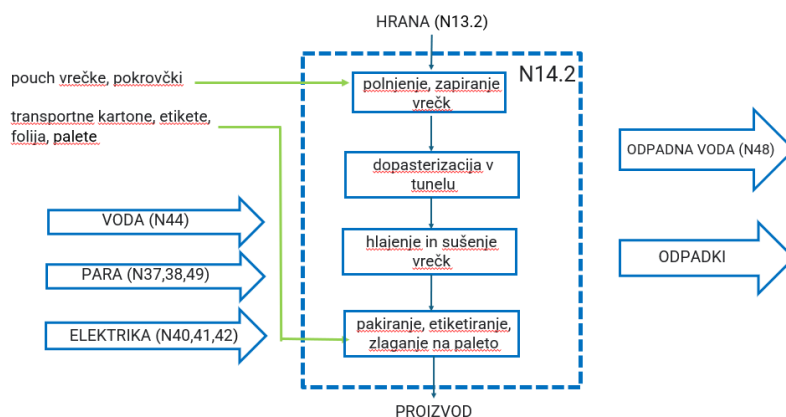 HRANA (N13.2)
N14.2
pouch vrečke, pokrovčki
polnjenje, zapiranje
vrečk
transportne kartone, etikete,
folija, palete
dopasterizacija v
tunelu
ODPADNA VODA (N48)
VODA (N44)
hlajenje in sušenje
vrečk
ODPADKI
PARA (N37,38,49)
ELEKTRIKA (N40,41,42)
pakiranje, etiketiranje,
zlaganje na paleto
PROIZVOD